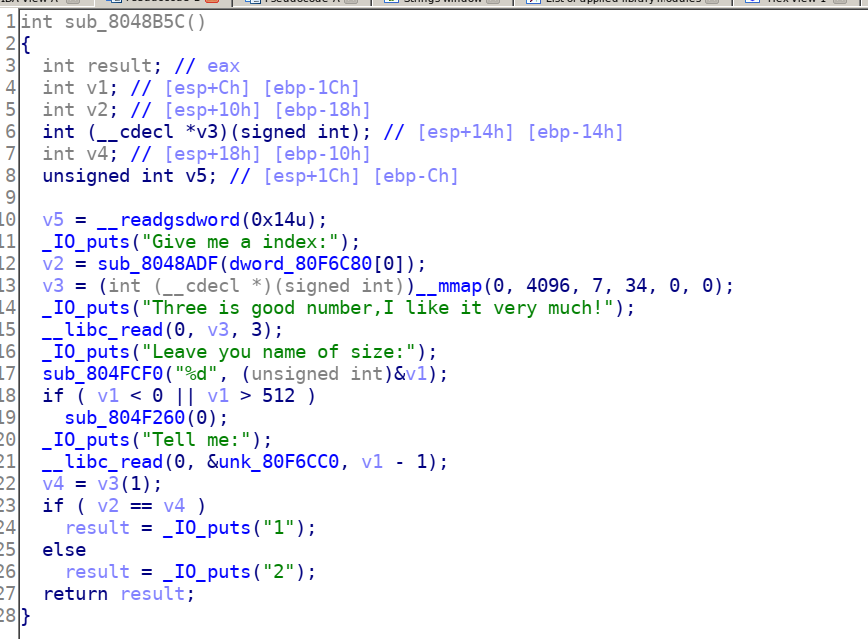 Strings window
List of applied library modules
1 int sub_8048B5C()
2 {
3 int result; // eax
4 int v1; // [esp+Ch] [ebp-1Ch]
5 int v2; // [esp+10h] [ebp-18h]
6 int (__cdecl *v3)(signed int); // [esp+14h] [ebp-14h]
7 int v4; // [esp+18h] [ebp-10h]
8 unsigned int v5; // [esp+1Ch] [ebp-Ch]
9
10 v5 = __readgsdword(0x14u);
11 _IO_puts("Give me a index:");
12 v2 = sub_8048ADF(dword_80F6C80[0]);
13 v3 = (int (__cdecl *)(signed int))__mmap(0, 4096, 7, 34, 0, 0);
14 _IO_puts("Three is good number,I like it very much!");
15 __libc_read(0, v3, 3);
16 _IO_puts("Leave you name of size:");
17 sub_804FCF0("%d", (unsigned int)&v1);
18 if ( v1 < 0 || v1 > 512 )
19 sub_804F260(0);
20 _IO_puts("Tell me:");
21 __libc_read(0, &unk_80F6CC0, v1 - 1);
22 v4 = v3(1);
23 if ( v2 == v4 )
24 result = _IO_puts("1");
25 else
26 result = _IO_puts("2");
27 return result;
28 }